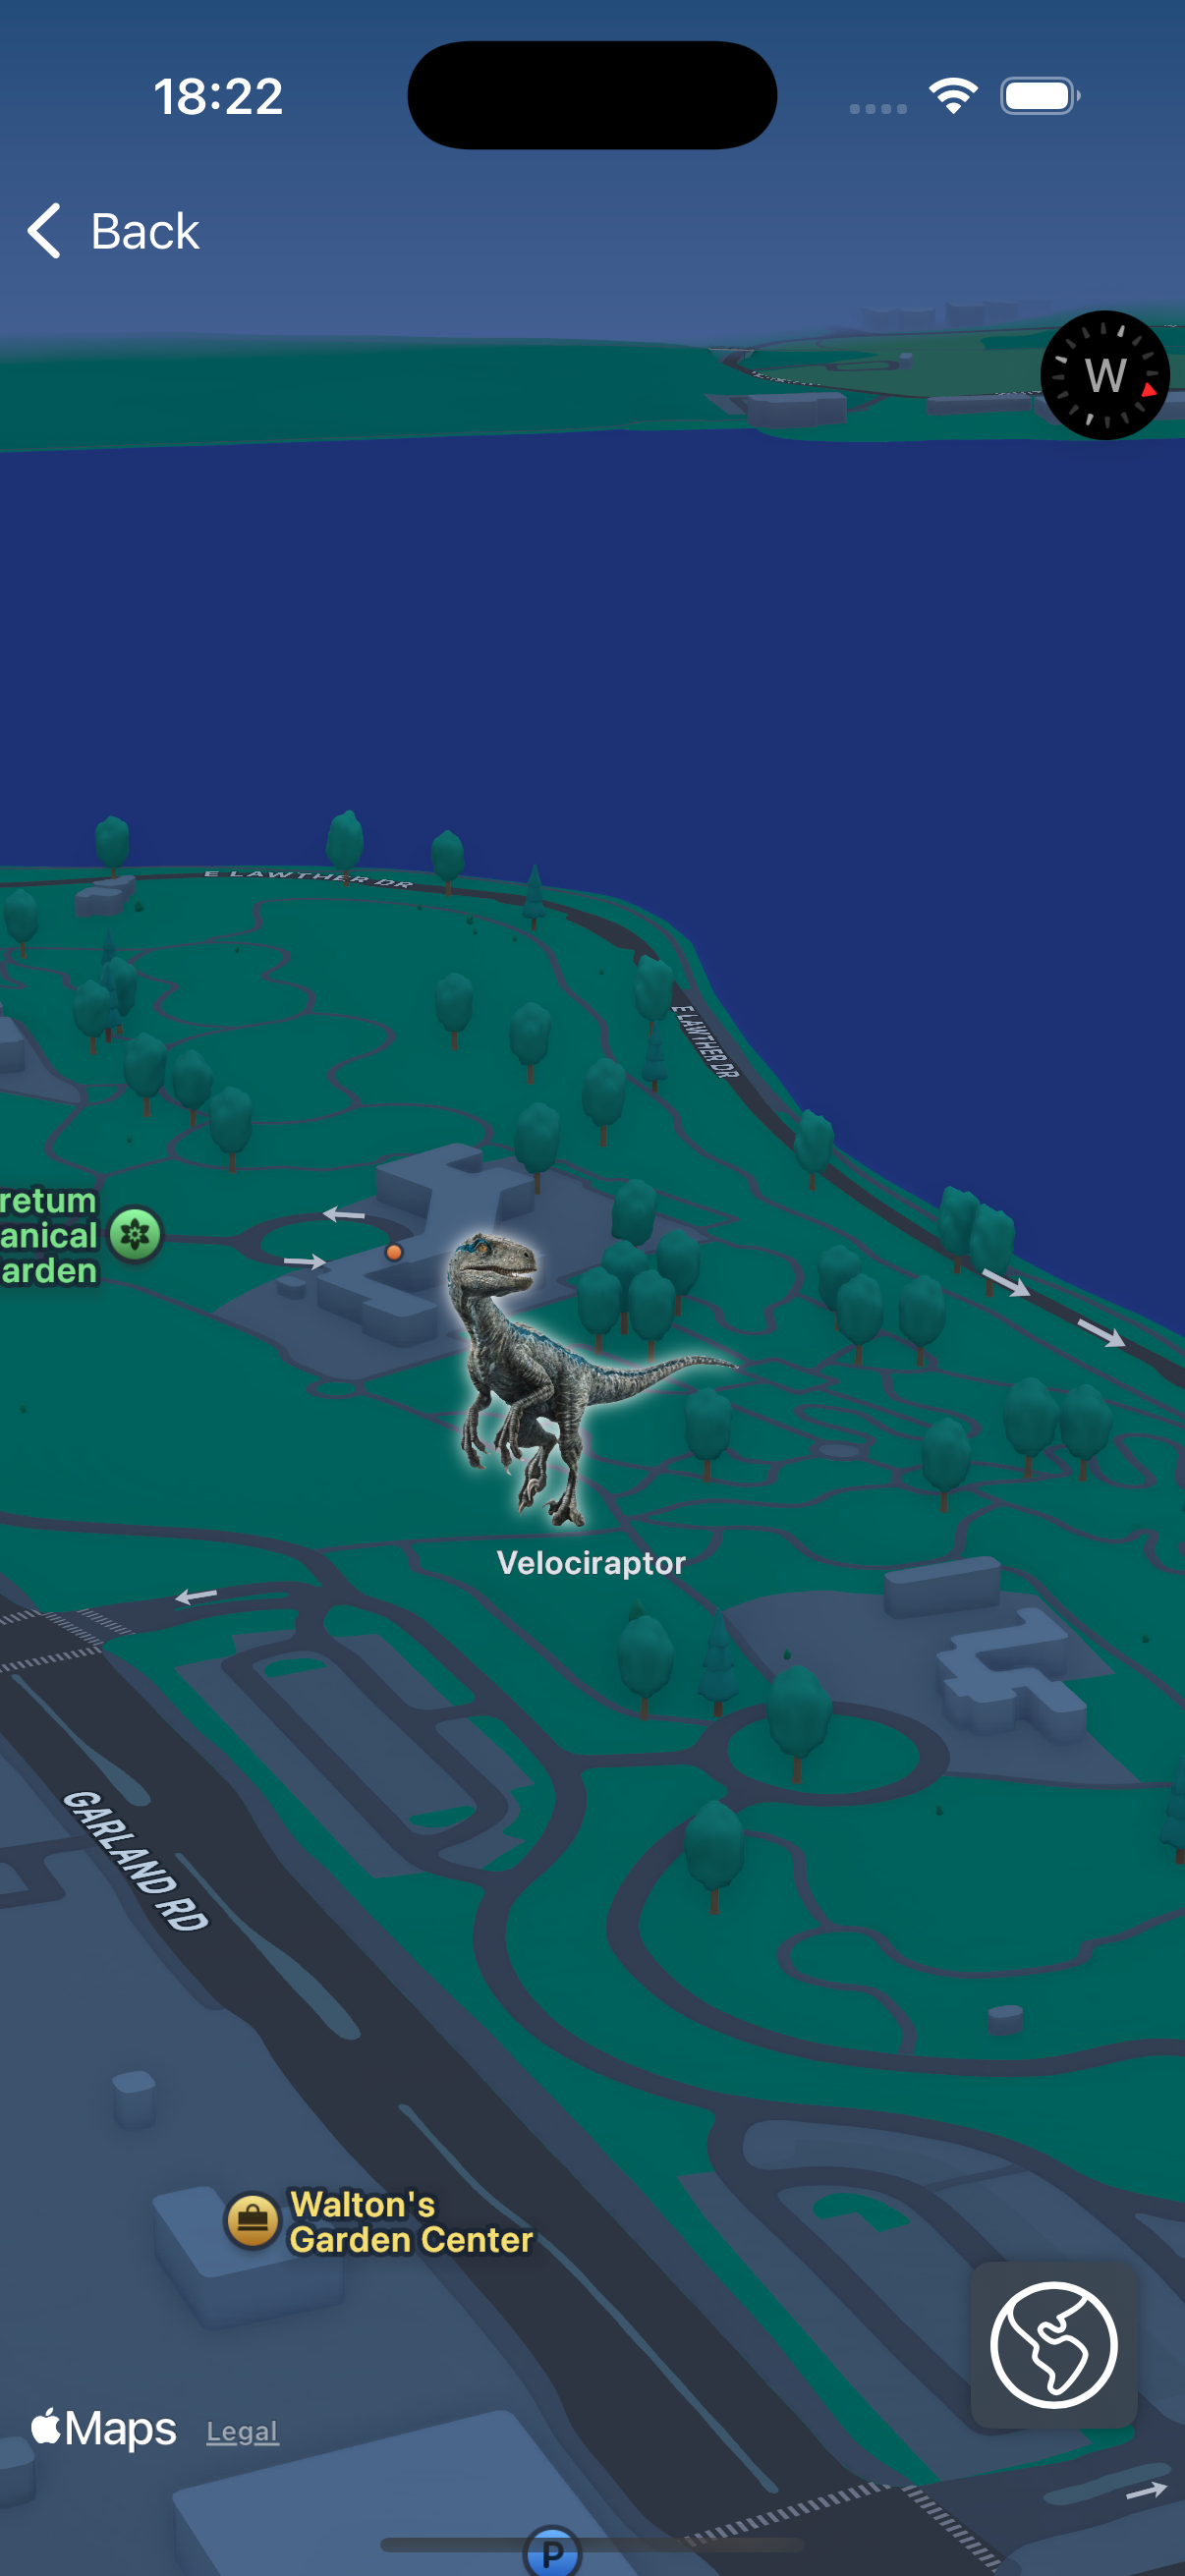 18:22
Back
W
E LAWTHER DR
E LAWTHER DR
retum
anical
arden
Velociraptor
GARLAND RD
Walton's
Garden Center
Maps Legal
P